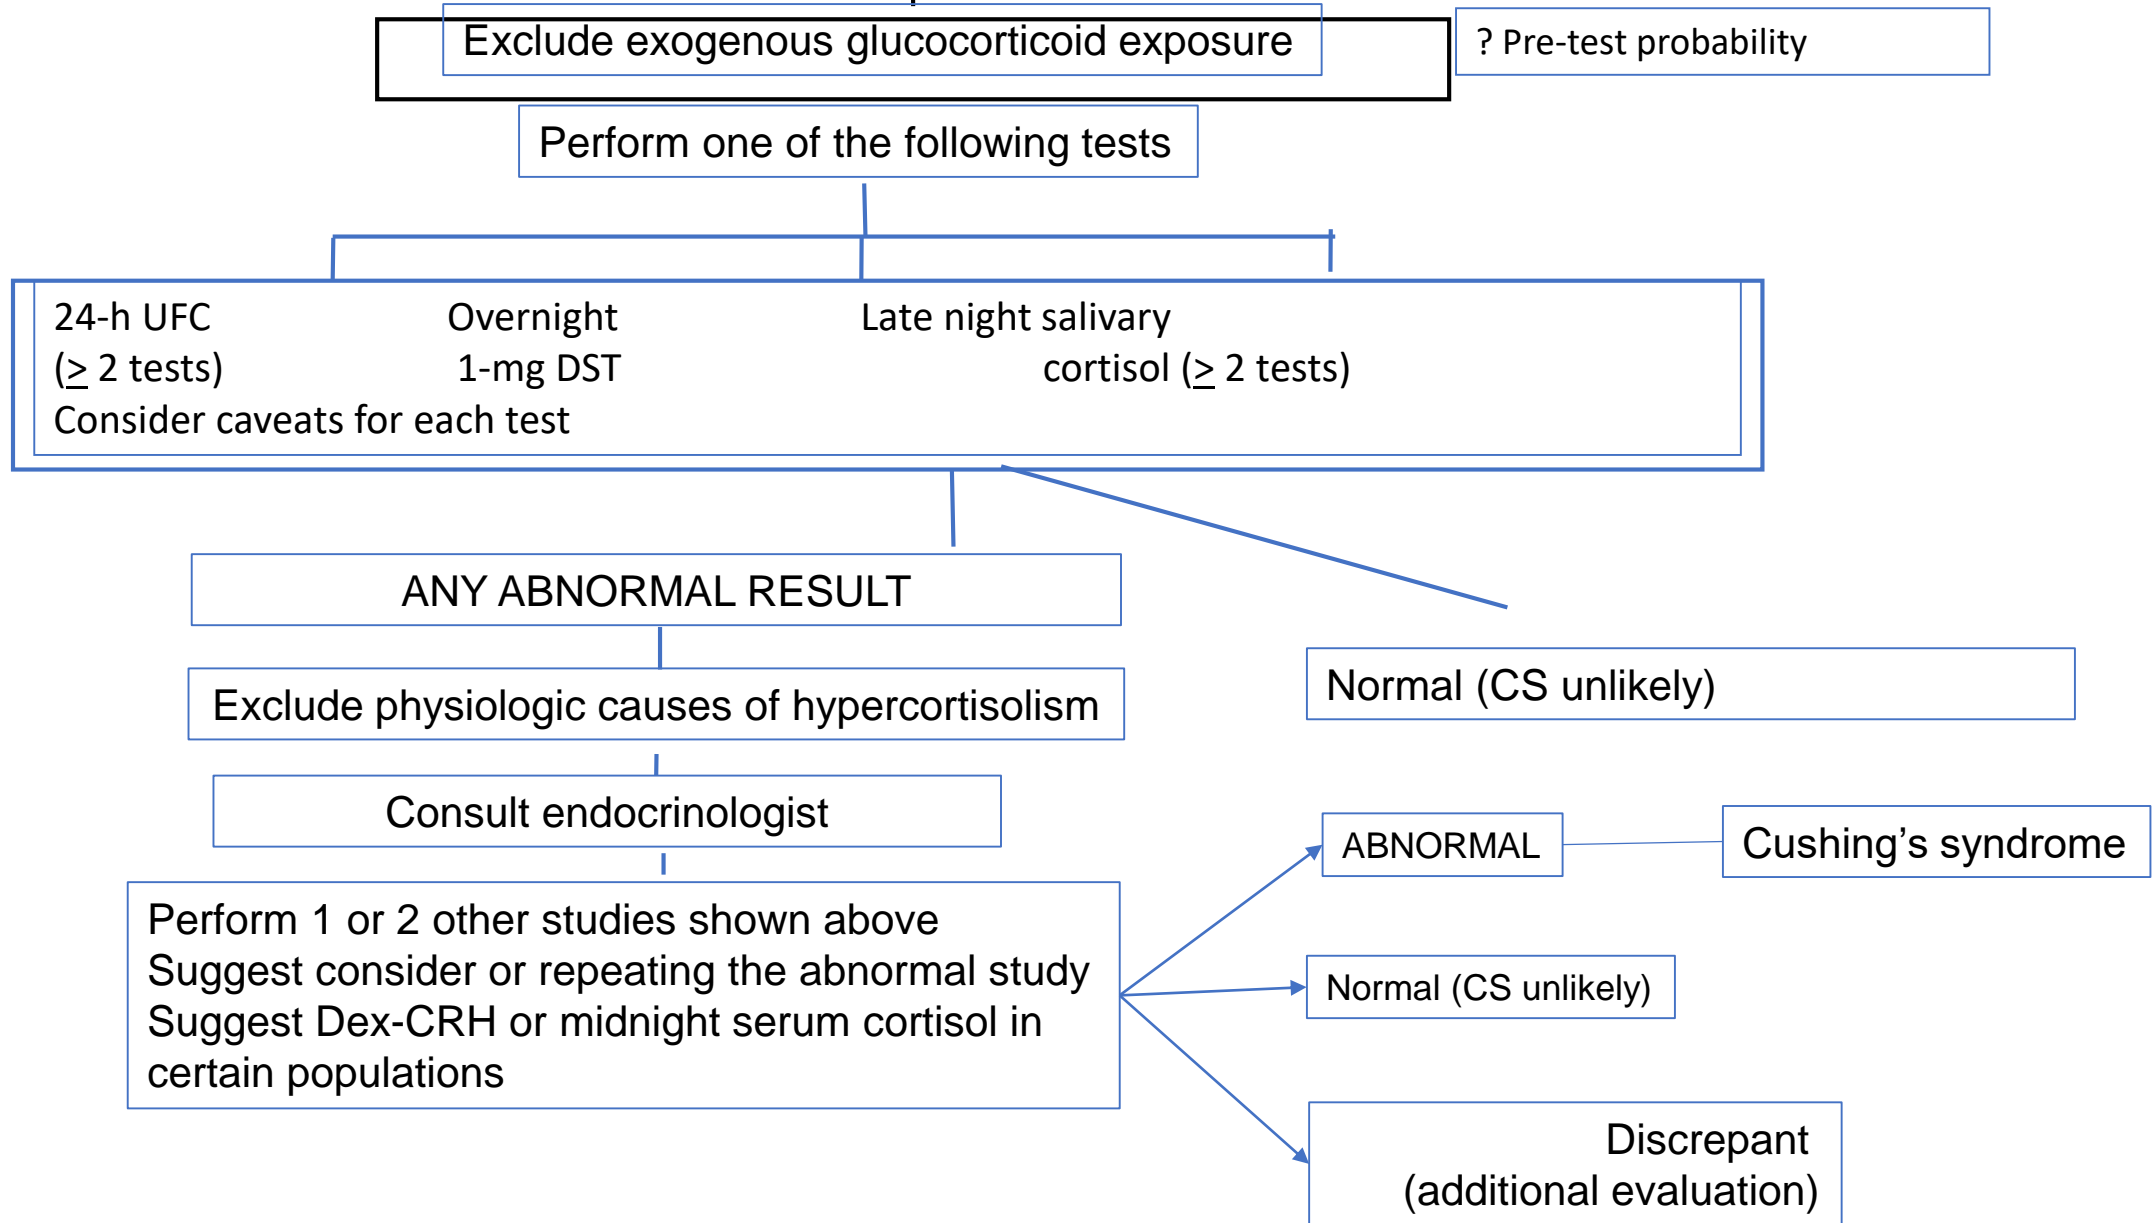 Exclude exogenous glucocorticoid exposure
? Pre-test probability
Perform one of the following tests
24-h UFC Overnight Late night salivary
(≥ 2 tests) 1-mg DST cortisol (≥ 2 tests)
Consider caveats for each test
ANY ABNORMAL RESULT
Exclude physiologic causes of hypercortisolism
Normal (CS unlikely)
Consult endocrinologist
ABNORMAL
Cushing’s syndrome
Perform 1 or 2 other studies shown above
Suggest consider or repeating the abnormal study
Suggest Dex-CRH or midnight serum cortisol in
certain populations
Normal (CS unlikely)
Discrepant
(additional evaluation)